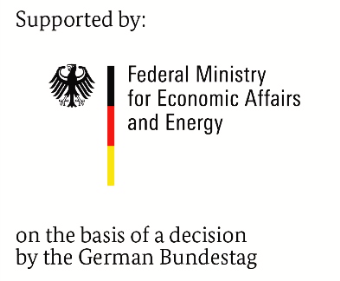 Supported by:
Federal Ministry
for Economic Affairs
and Energy
on the basis of a decision
by the German Bundestag